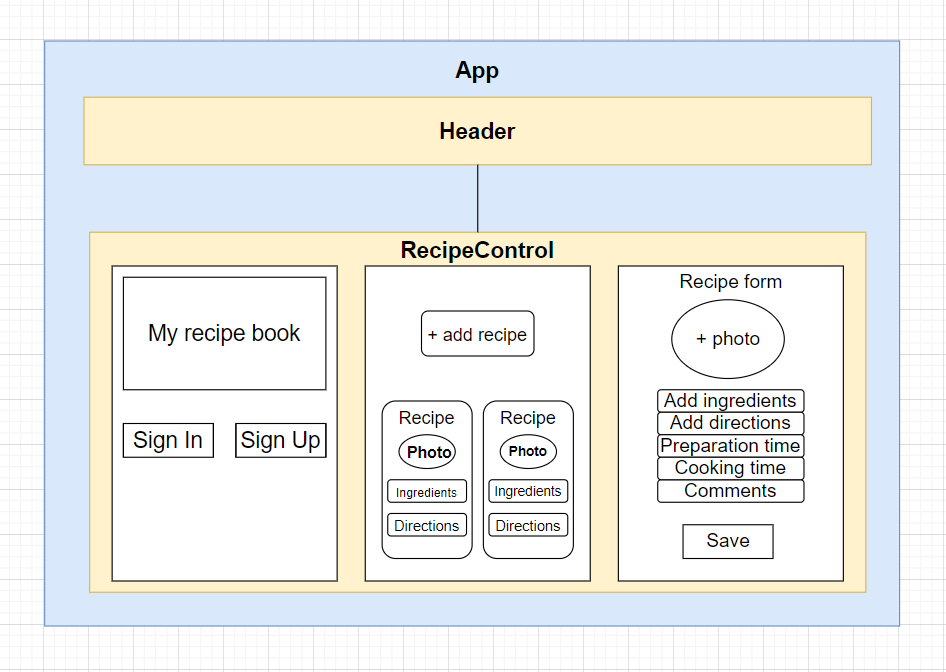 App
Header
RecipeControl
My recipe book
Sign In
Sign Up
+ add recipe
Recipe
Photo
Ingredients
Directions
Recipe
Photo
Ingredients
Directions
Recipe form
+ photo
Add ingredients
Add directions
Preparation time
Cooking time
Comments
Save